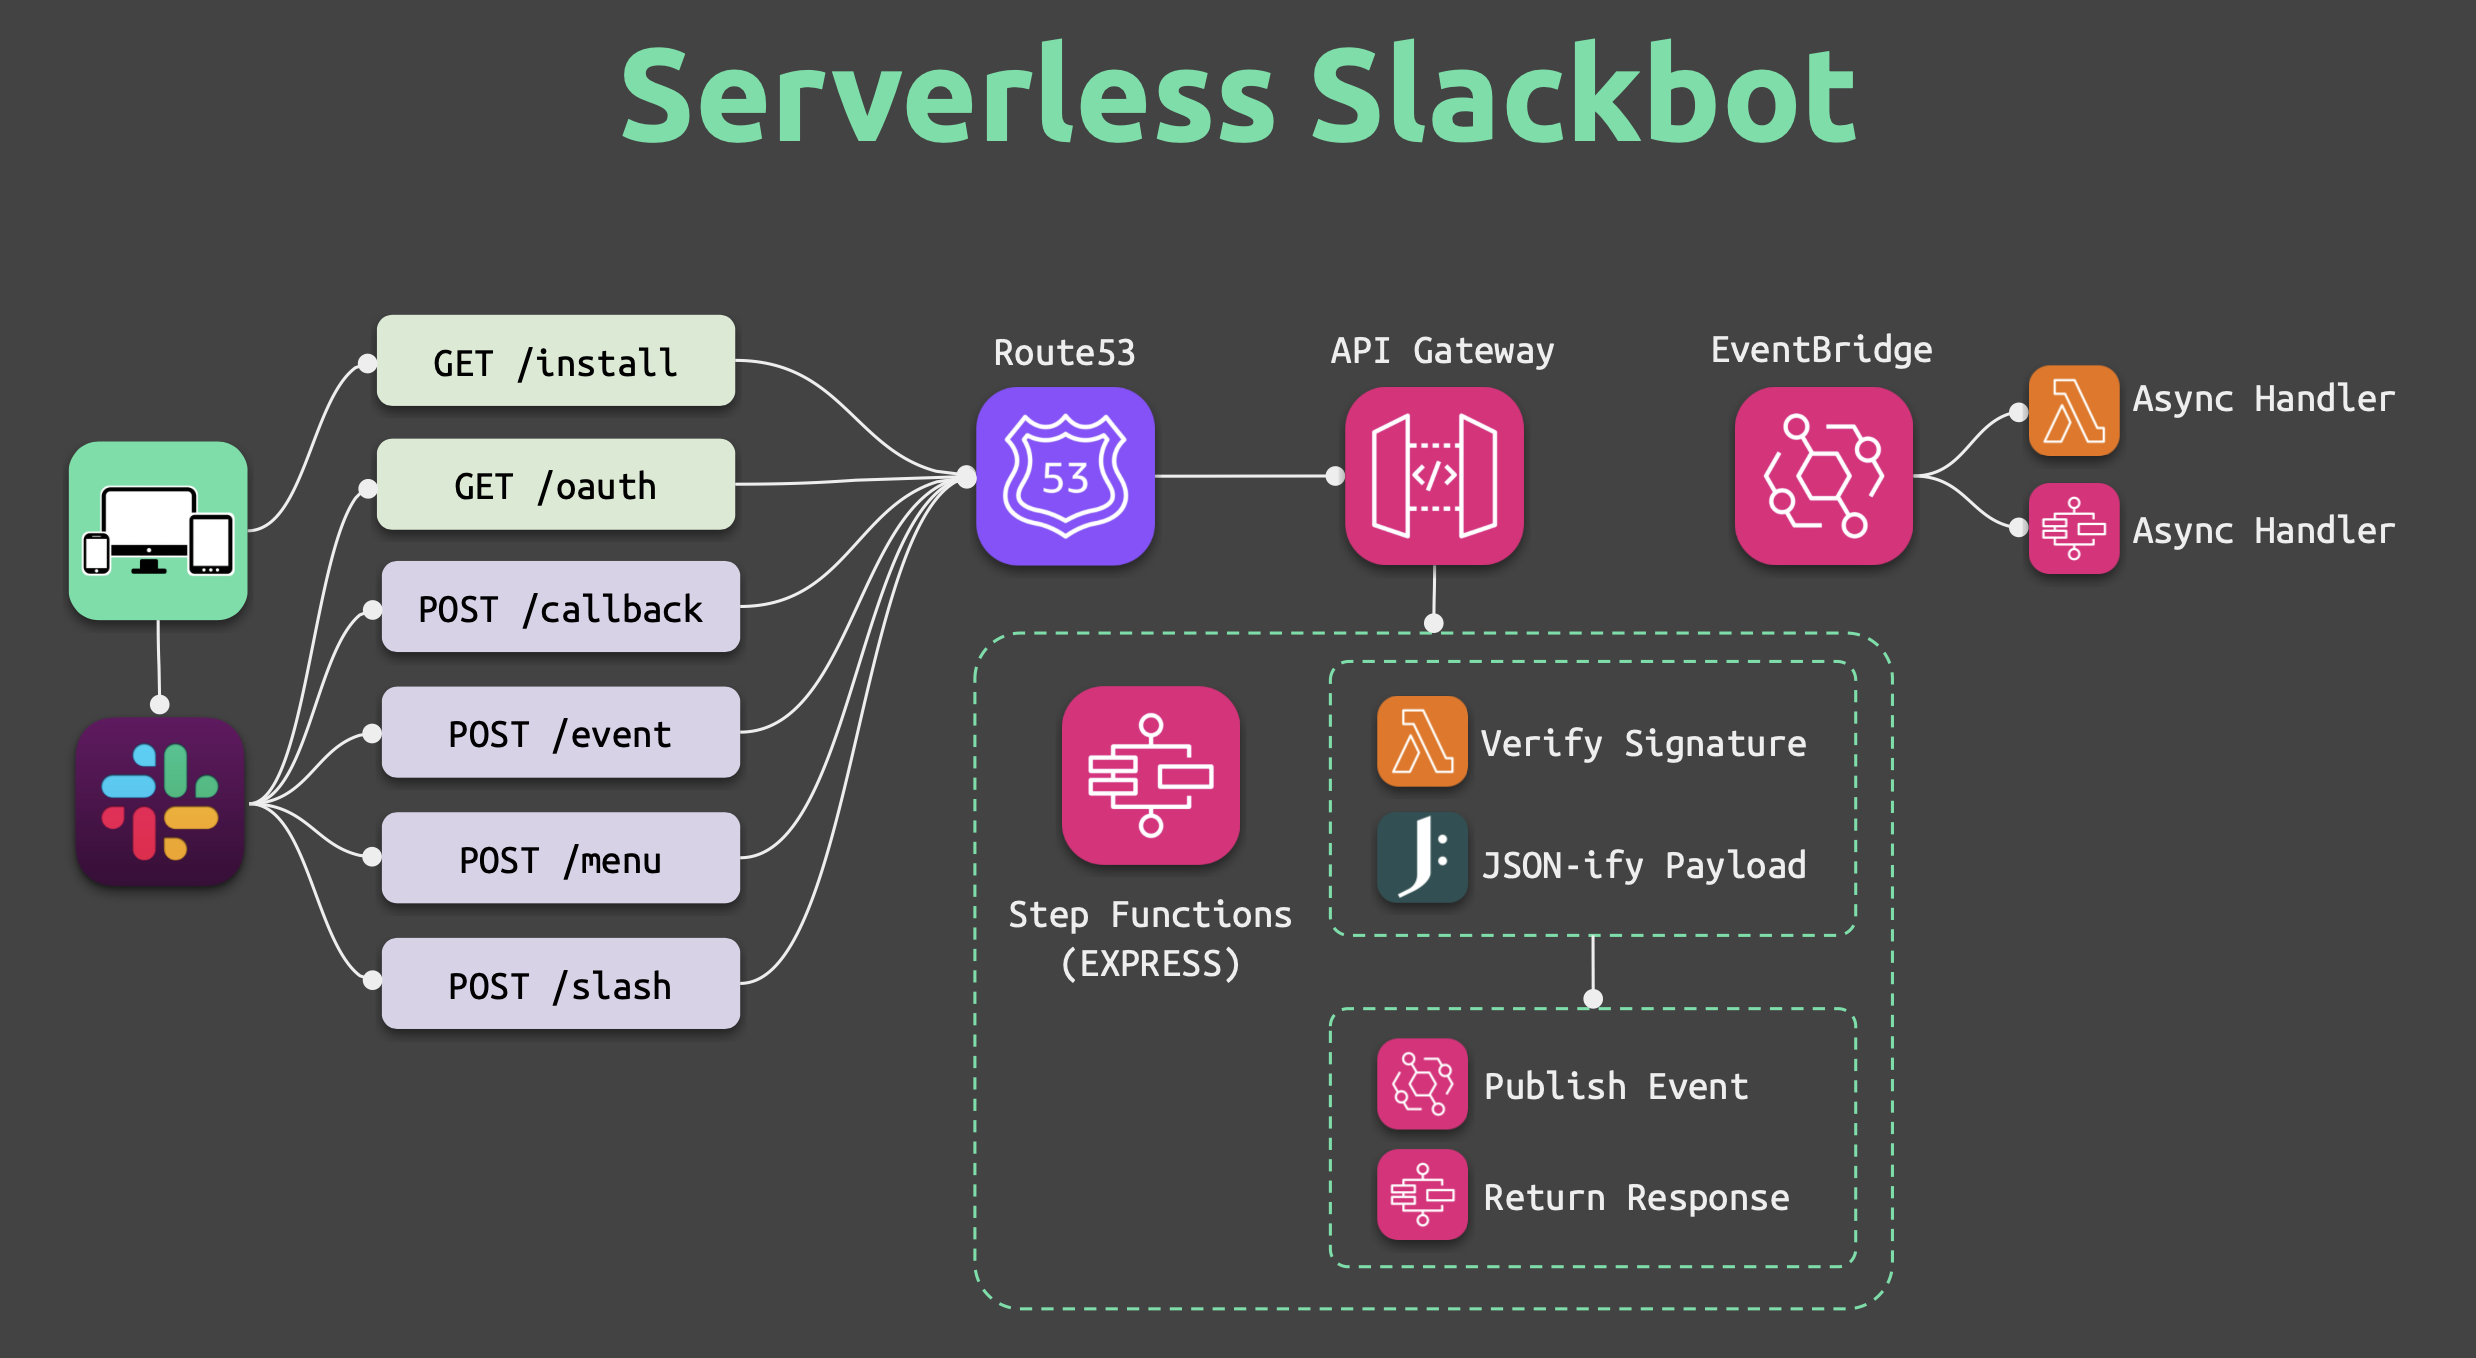 Serverless Slackbot
GET /install
GET /oauth
POST /callback
POST /event
POST /menu
POST /slash
Route53
53
API Gateway
</>
EventBridge
Async Handler
Async Handler
Step Functions
(EXPRESS)
Verify Signature
J:
JSON-ify Payload
Publish Event
Return Response